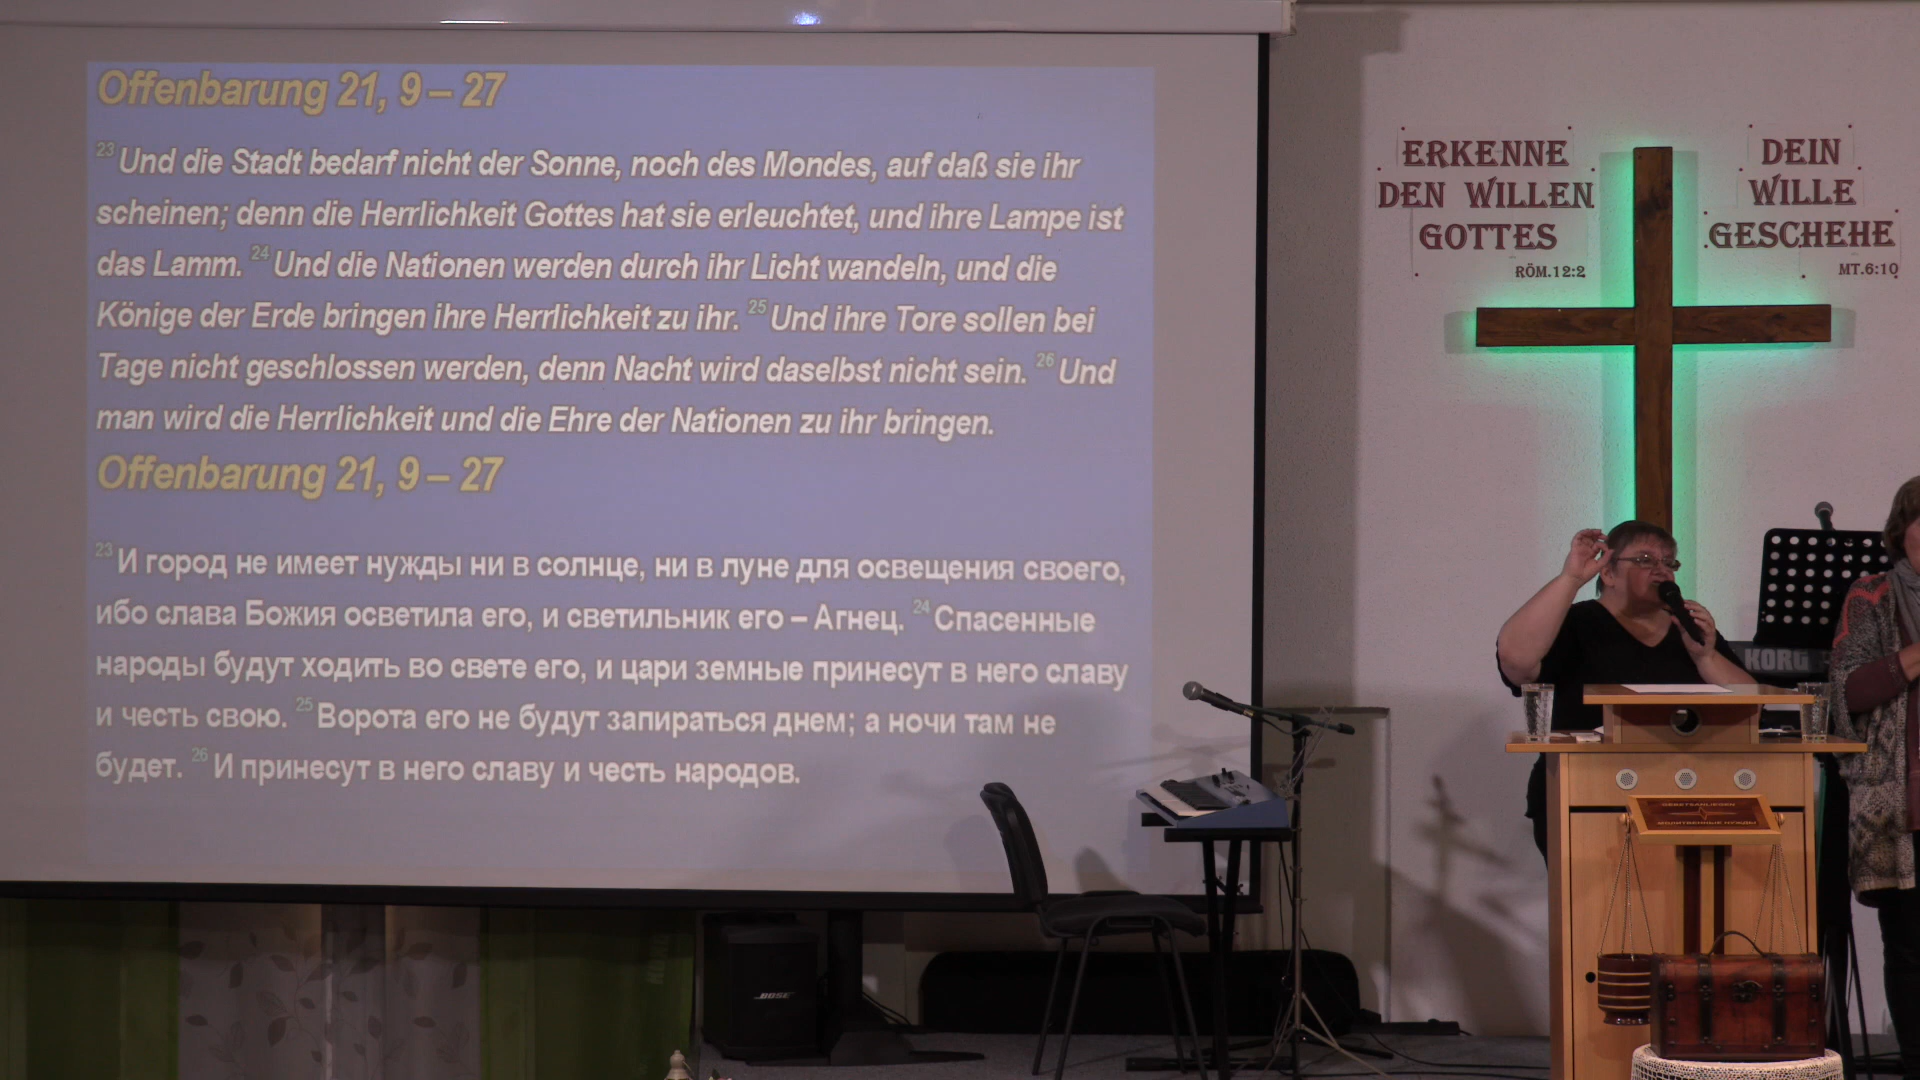 Offenbarung 21, 9 – 27
23 Und die Stadt bedarf nicht der Sonne, noch des Mondes, auf daß sie ihr
scheinen; denn die Herrlichkeit Gottes hat sie erleuchtet, und ihre Lampe ist
das Lamm. 24 Und die Nationen werden durch ihr Licht wandeln, und die
Könige der Erde bringen ihre Herrlichkeit zu ihr. 25 Und ihre Tore sollen bei
Tage nicht geschlossen werden, denn Nacht wird daselbst nicht sein. 26 Und
man wird die Herrlichkeit und die Ehre der Nationen zu ihr bringen.
Offenbarung 21, 9 – 27
23 И город не имеет нужды ни в солнце, ни в луне для освещения своего,
ибо слава Божия осветила его, и светильник его – Агнец. 24 Спасенные
народы будут ходить во свете его, и цари земные принесут в него славу
и честь свою. 25 Ворота его не будут запираться днем; а ночи там не
будет. 26 И принесут в него славу и честь народов.
ERKENNE
DEN WILLEN
GOTTES
RÖM.12:2
DEIN
WILLE
GESCHEHE
MT.6:10
KORG
GEBETSANLIEGEN
МОЛИТВЕННЫЕ НУЖДЫ
BOSE